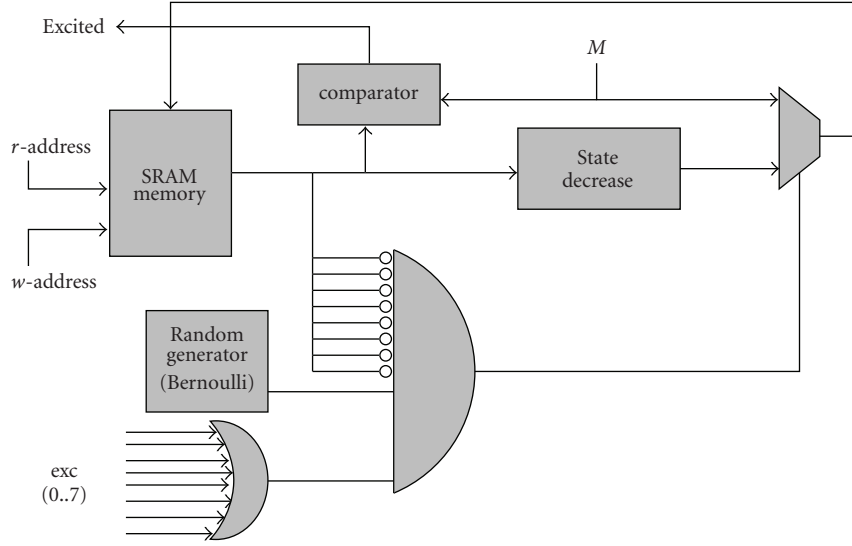 Excited
M
comparator
r-address
SRAM
memory
State
decrease
w-address
Random
generator
(Bernoulli)
exc
(0..7)